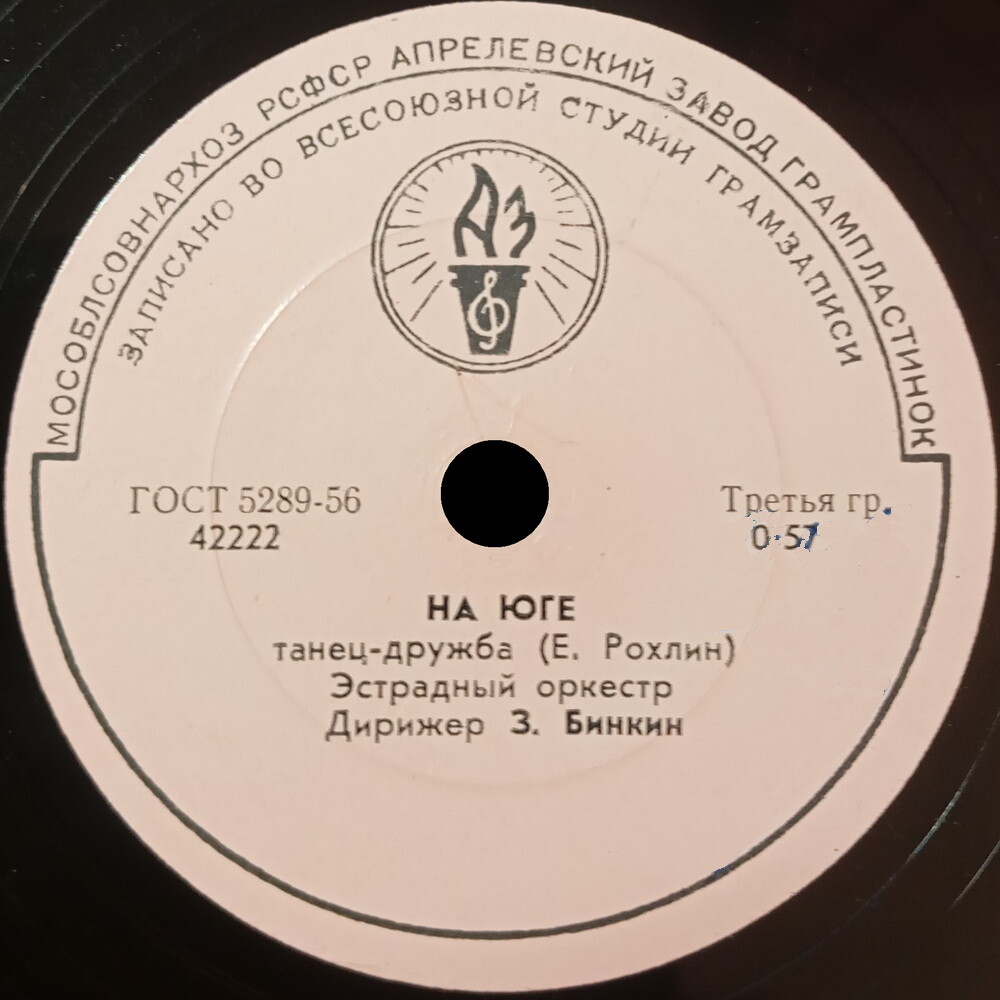 МОСОБЛСОВНАРХОЗ РСФСР АПРЕЛЕВСКИЙ ЗАВОД ГРАМПЛАСТИНОК
ЗАПИСАНО ВО ВСЕСОЮЗНОЙ СТУДИИ ГРАМЗАПИСИ
АЗ
ГОСТ 5289-56
42222
Третья гр.
0-57
НА ЮГЕ
танец-дружба (Е. Рохлин)
Эстрадный оркестр
Дирижер З. Бинкин